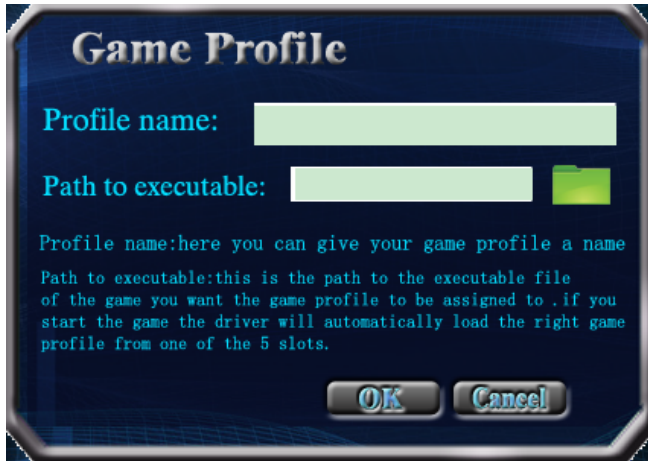 Game Profile
Profile name:
Path to executable:
Profile name:here you can give your game profile a name
Path to executable:this is the path to the executable file
of the game you want the game profile to be assigned to .if you
start the game the driver will automatically load the right game
profile from one of the 5 slots.
OK Cancel